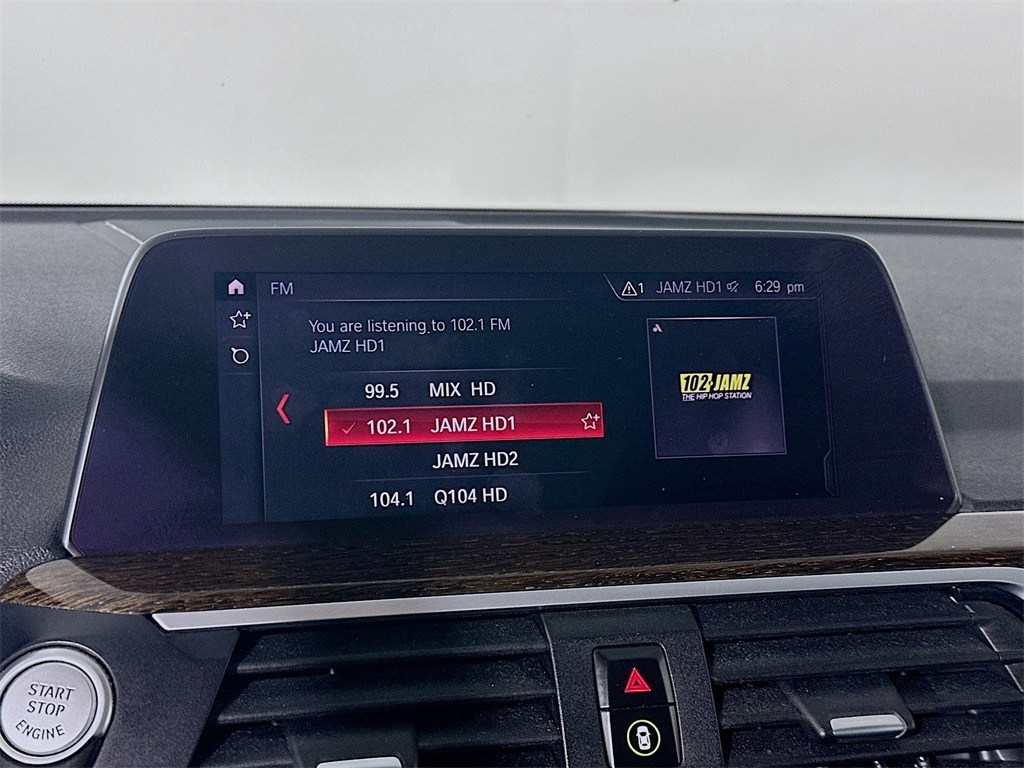 FM
1 JAMZ HD1 6:29 pm
You are listening to 102.1 FM
JAMZ HD1
99.5 MIX HD
102.1 JAMZ HD1
JAMZ HD2
104.1 Q104 HD
102 JAMZ
THE HIP HOP STATION
START
STOP
ENGINE